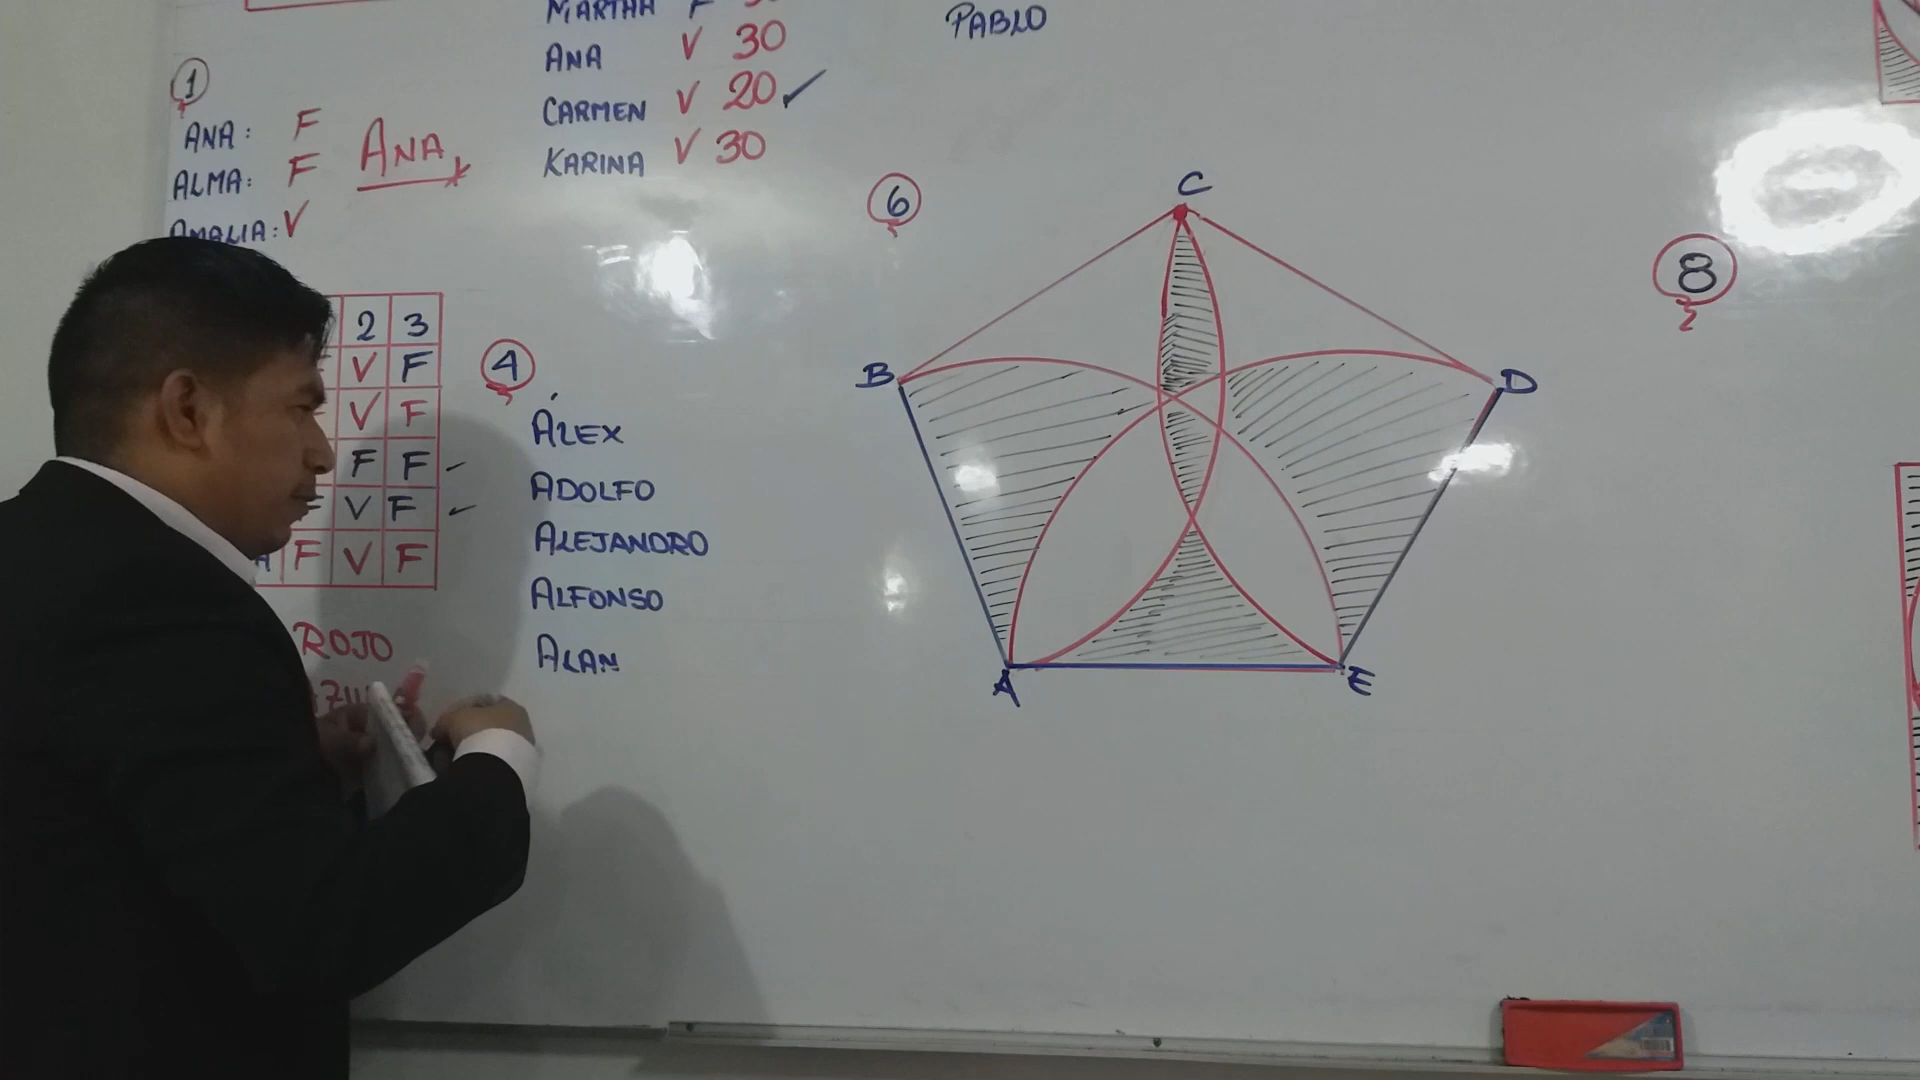 MARTHA F
ANA V 30
CARMEN V 20
KARINA V 30
PABLO
1
ANA: F
ALMA: F
AMALIA: V
ANA
2 3
V F
V F
F F
V F
F V F
ROJO
4
ÁLEX
ADOLFO
ALEJANDRO
ALFONSO
ALAN
6
C
B
D
A
E
8